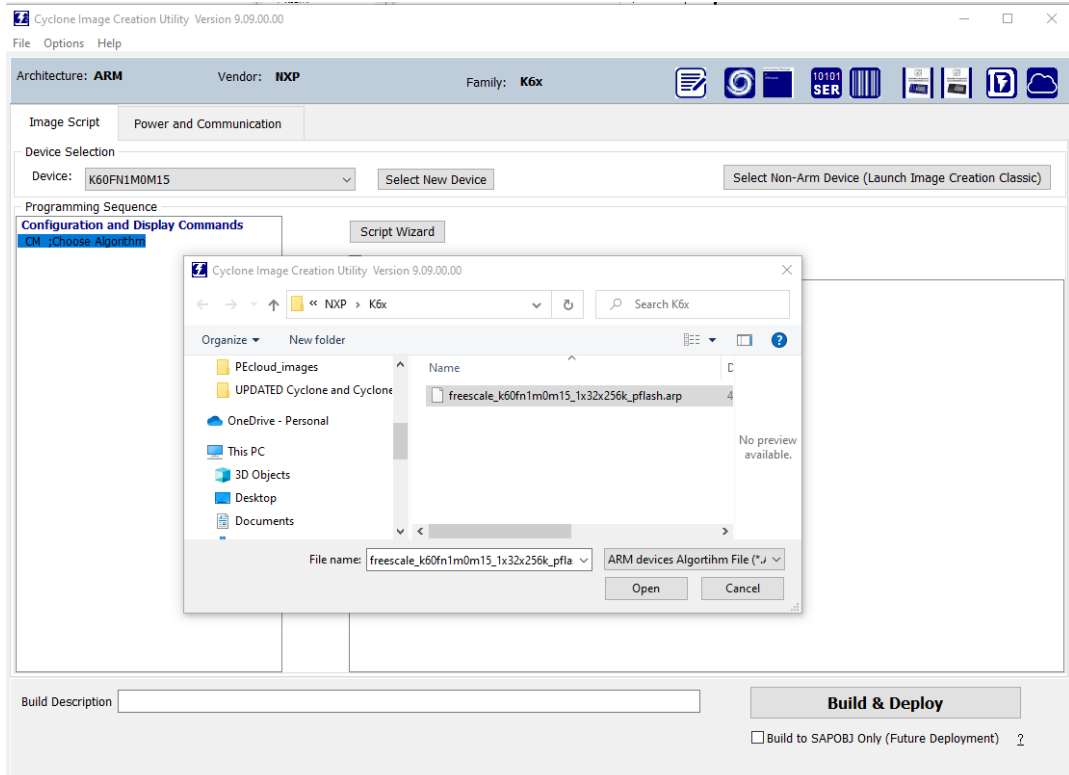 Cyclone Image Creation Utility Version 9.09.00.00
File Options Help
Architecture: ARM Vendor: NXP Family: K6x
10101
SER
Image Script Power and Communication
Device Selection
Device: K60FN1M0M15 Select New Device Select Non-Arm Device (Launch Image Creation Classic)
Programming Sequence
Configuration and Display Commands
CM ;Choose Algorithm
Script Wizard
Cyclone Image Creation Utility Version 9.09.00.00
« NXP › K6x Search K6x
Organize New folder
PEcloud_images
UPDATED Cyclone and Cyclone
OneDrive - Personal
This PC
3D Objects
Desktop
Documents
Name D
freescale_k60fn1m0m15_1x32x256k_pflash.arp 4
No preview
available.
File name: freescale_k60fn1m0m15_1x32x256k_pfla ARM devices Algortihm File (*.
Open Cancel
Build Description
Build & Deploy
Build to SAPOBJ Only (Future Deployment) ?